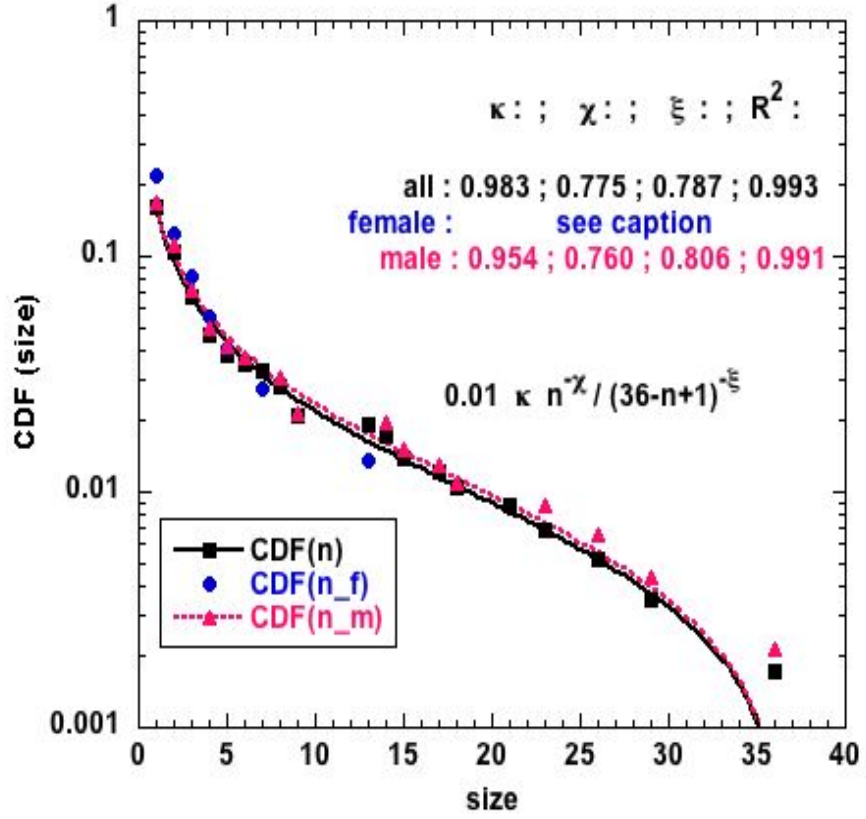 1
κ : ; χ : ; ξ : ; R² :
0.1
all : 0.983 ; 0.775 ; 0.787 ; 0.993
female : see caption
male : 0.954 ; 0.760 ; 0.806 ; 0.991
CDF (size)
0.01 κ n^-χ / (36-n+1)^-ξ
0.01
CDF(n)
CDF(n_f)
CDF(n_m)
0.001
0 5 10 15 20 25 30 35 40
size